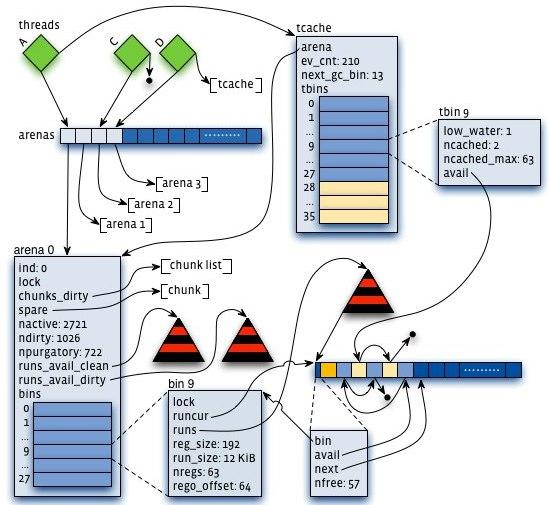 threads
A
C
D
[tcache]
arenas
.........
[arena 3]
[arena 2]
[arena 1]
tcache
arena
ev_cnt: 210
next_gc_bin: 13
tbins
0
1
...
9
...
27
28
...
35
tbin 9
low_water: 1
ncached: 2
ncached_max: 63
avail
arena 0
ind: 0
lock
chunks_dirty
spare
nactive: 2721
ndirty: 1026
npurgatory: 722
runs_avail_clean
runs_avail_dirty
bins
0
1
...
9
...
27
[chunk list]
[chunk]
bin 9
lock
runcur
runs
reg_size: 192
run_size: 12 KiB
nregs: 63
rego_offset: 64
.........
bin
avail
next
nfree: 57